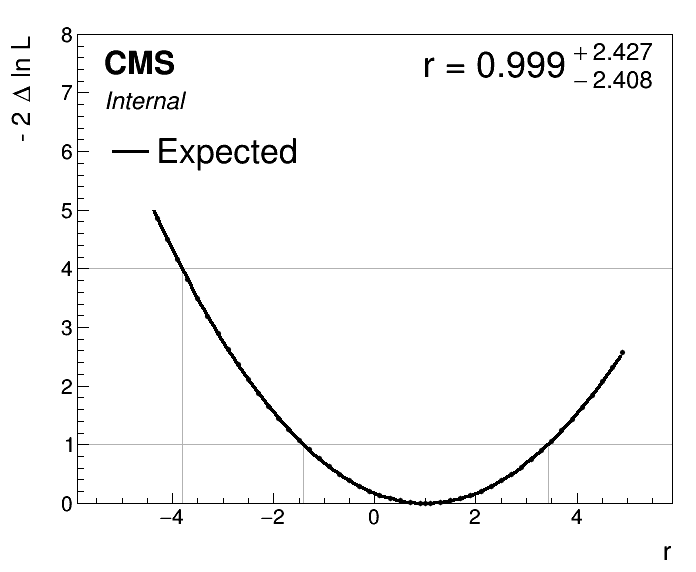 - 2 Δ ln L
CMS
Internal
Expected
r = 0.999 +2.427 −2.408
8
7
6
5
4
3
2
1
0
−4 −2 0 2 4
r